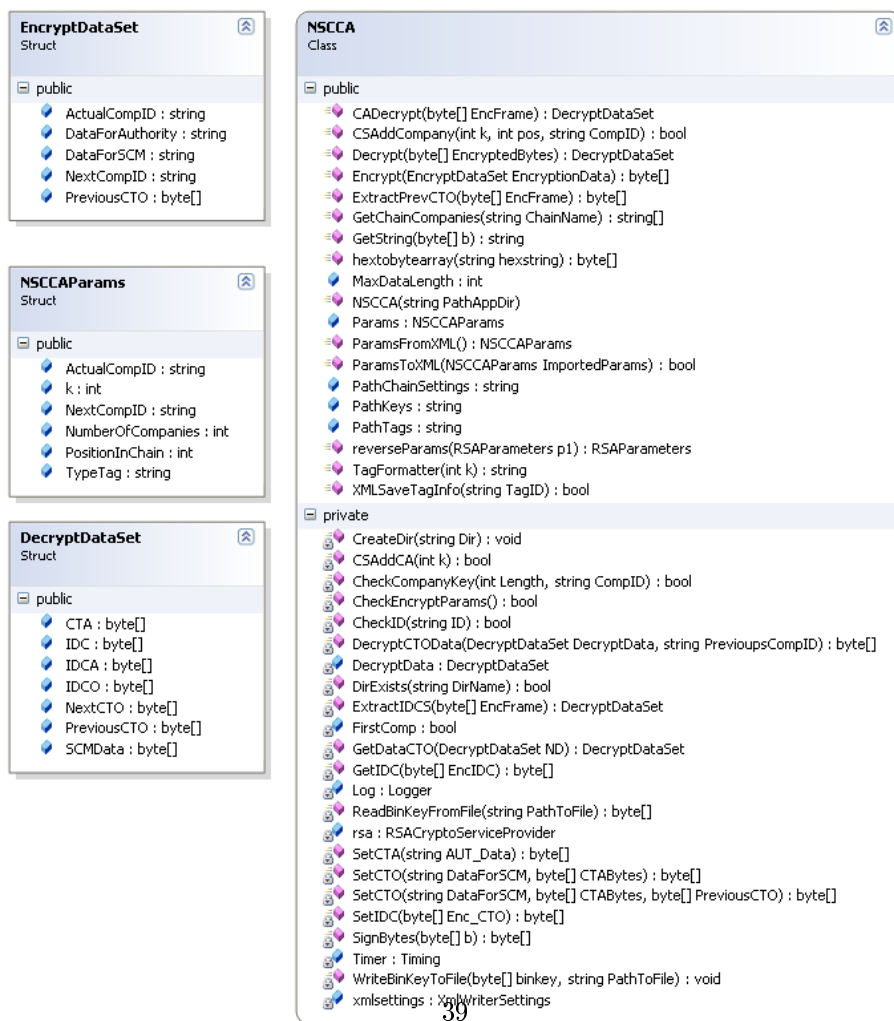 EncryptDataSet
Struct
public
ActualCompID : string
DataForAuthority : string
DataForSCM : string
NextCompID : string
PreviousCTO : byte[]
NSCCAParams
Struct
public
ActualCompID : string
k : int
NextCompID : string
NumberOfCompanies : int
PositionInChain : int
TypeTag : string
DecryptDataSet
Struct
public
CTA : byte[]
IDC : byte[]
IDCA : byte[]
IDCO : byte[]
NextCTO : byte[]
PreviousCTO : byte[]
SCMData : byte[]
NSCCA
Class
public
CADecrypt(byte[] EncFrame) : DecryptDataSet
CSAddCompany(int k, int pos, string CompID) : bool
Decrypt(byte[] EncryptedBytes) : DecryptDataSet
Encrypt(EncryptDataSet EncryptionData) : byte[]
ExtractPrevCTO(byte[] EncFrame) : byte[]
GetChainCompanies(string ChainName) : string[]
GetString(byte[] b) : string
hextobytearray(string hexstring) : byte[]
MaxDataLength : int
NSCCA(string PathAppDir)
Params : NSCCAParams
ParamsFromXML() : NSCCAParams
ParamsToXML(NSCCAParams ImportedParams) : bool
PathChainSettings : string
PathKeys : string
PathTags : string
reverseParams(RSAParameters p1) : RSAParameters
TagFormatter(int k) : string
XMLSaveTagInfo(string TagID) : bool
private
CreateDir(string Dir) : void
CSAddCA(int k) : bool
CheckCompanyKey(int Length, string CompID) : bool
CheckEncryptParams() : bool
CheckID(string ID) : bool
DecryptCTOData(DecryptDataSet DecryptData, string PrevioupsCompID) : byte[]
DecryptData : DecryptDataSet
DirExists(string DirName) : bool
ExtractIDCS(byte[] EncFrame) : DecryptDataSet
FirstComp : bool
GetDataCTO(DecryptDataSet ND) : DecryptDataSet
GetIDC(byte[] EncIDC) : byte[]
Log : Logger
ReadBinKeyFromFile(string PathToFile) : byte[]
rsa : RSACryptoServiceProvider
SetCTA(string AUT_Data) : byte[]
SetCTO(string DataForSCM, byte[] CTABytes) : byte[]
SetCTO(string DataForSCM, byte[] CTABytes, byte[] PreviousCTO) : byte[]
SetIDC(byte[] Enc_CTO) : byte[]
SignBytes(byte[] b) : byte[]
Timer : Timing
WriteBinKeyToFile(byte[] binkey, string PathToFile) : void
xmlsettings : XmlWriterSettings
39